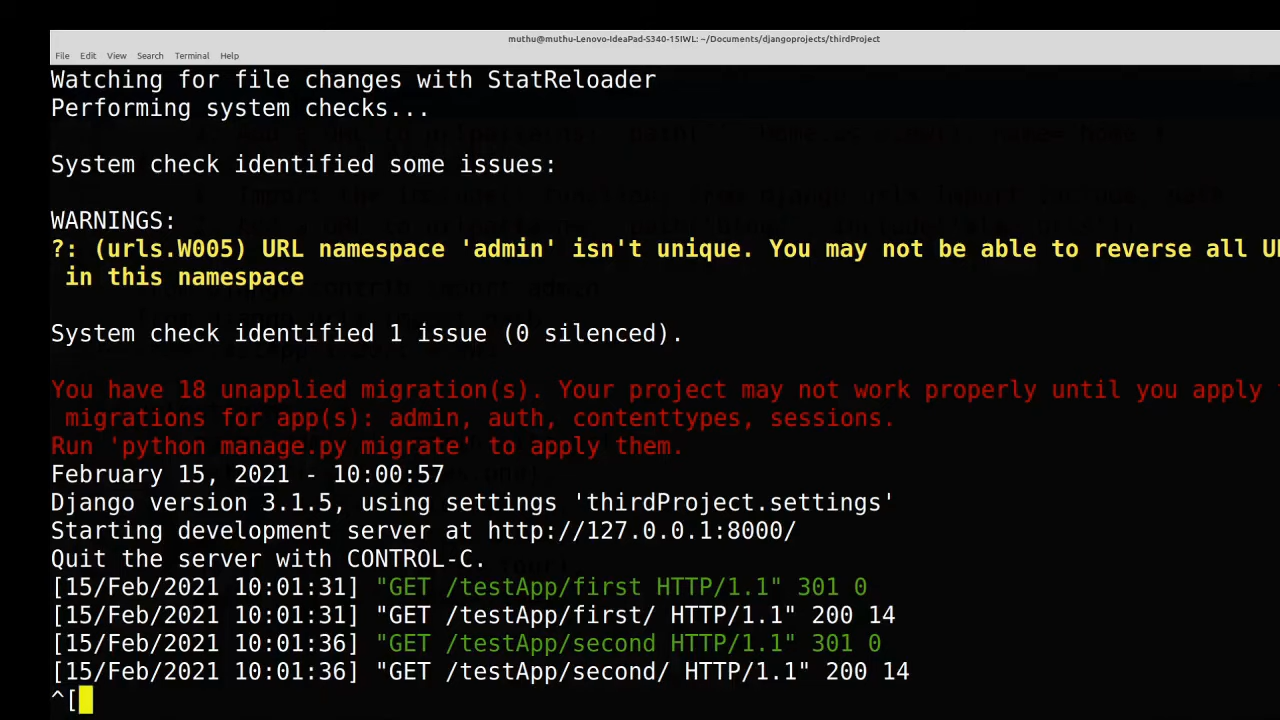 muthu@muthu-Lenovo-IdeaPad-S340-15IWL: ~/Documents/djangoprojects/thirdProject
File Edit View Search Terminal Help
Watching for file changes with StatReloader
Performing system checks...
System check identified some issues:
WARNINGS:
?: (urls.W005) URL namespace 'admin' isn't unique. You may not be able to reverse all
in this namespace
System check identified 1 issue (0 silenced).
You have 18 unapplied migration(s). Your project may not work properly until you apply
migrations for app(s): admin, auth, contenttypes, sessions.
Run 'python manage.py migrate' to apply them.
February 15, 2021 - 10:00:57
Django version 3.1.5, using settings 'thirdProject.settings'
Starting development server at http://127.0.0.1:8000/
Quit the server with CONTROL-C.
[15/Feb/2021 10:01:31] "GET /testApp/first HTTP/1.1" 301 0
[15/Feb/2021 10:01:31] "GET /testApp/first/ HTTP/1.1" 200 14
[15/Feb/2021 10:01:36] "GET /testApp/second HTTP/1.1" 301 0
[15/Feb/2021 10:01:36] "GET /testApp/second/ HTTP/1.1" 200 14
^[